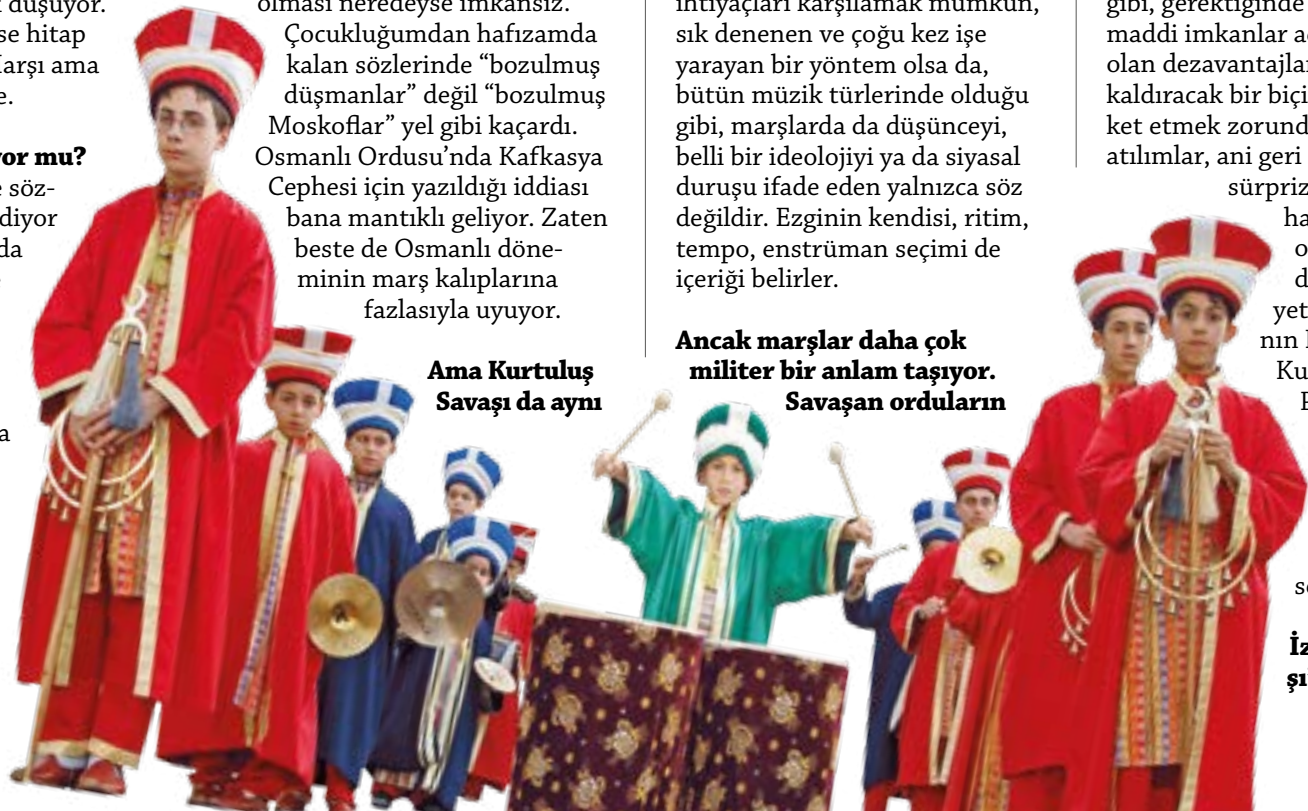 düşüyor.
se hitap
arşı ama
e.
yor mu?
e söz-
diyor
da
a
olması neredeyse imkansız.
Çocukluğumdan hafızamda
kalan sözlerinde “bozulmuş
düşmanlar” değil “bozulmuş
Moskoflar” yel gibi kaçardı.
Osmanlı Ordusu’nda Kafkasya
Cephesi için yazıldığı iddiası
bana mantıklı geliyor. Zaten
beste de Osmanlı döne-
minin marş kalıplarına
fazlasıyla uyuyor.
Ama Kurtuluş
Savaşı da aynı
ihtiyaçları karşılamak mümkün,
sık denenen ve çoğu kez işe
yarayan bir yöntem olsa da,
bütün müzik türlerinde olduğu
gibi, marşlarda da düşünceyi,
belli bir ideolojiyi ya da siyasal
duruşu ifade eden yalnızca söz
değildir. Ezginin kendisi, ritim,
tempo, enstrüman seçimi de
içeriği belirler.
Ancak marşlar daha çok
militer bir anlam taşıyor.
Savaşan orduların
gibi, gerektiğinde
maddi imkanlar
olan dezavantajlar
kaldıracak bir biçi
ket etmek zorund
atılımlar, ani geri
sürpriz
ha
o
d
yet
nın
Ku
se
İz
şı